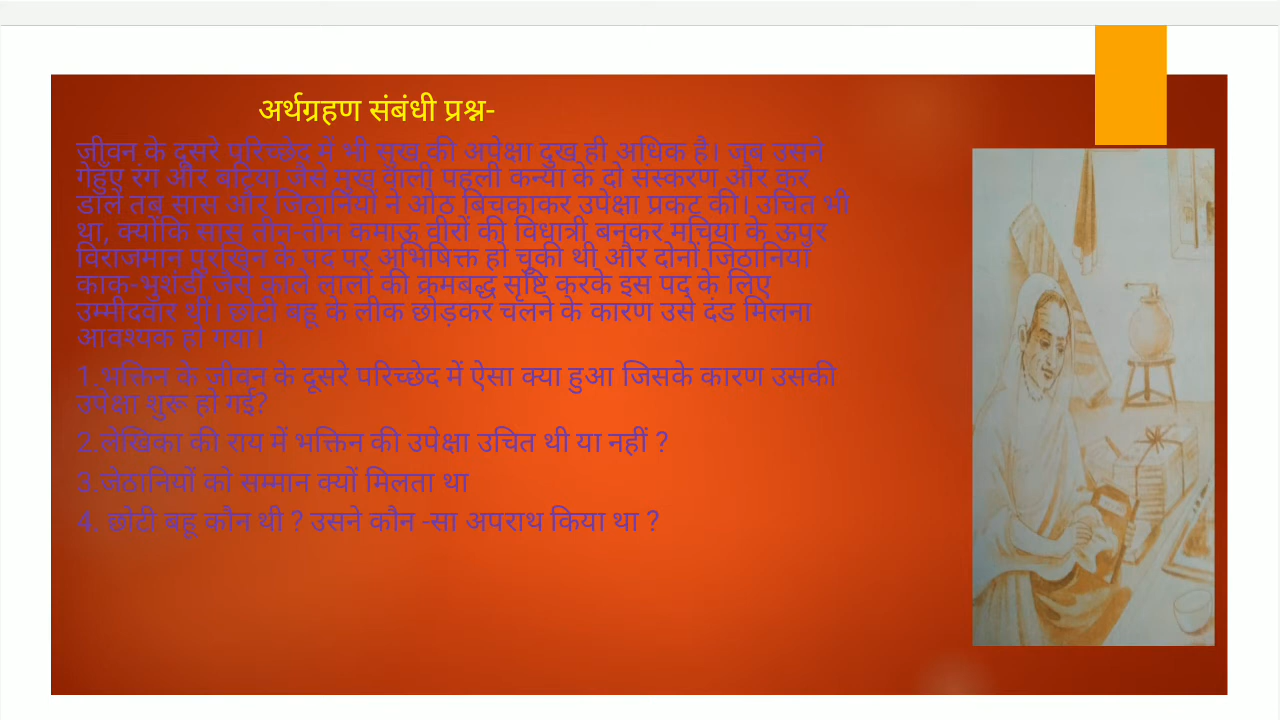 अर्थग्रहण संबंधी प्रश्न-
जीवन के दूसरे परिच्छेद में भी सुख की अपेक्षा दुख ही अधिक है। जब उसने
गेहुँए रंग और बटिया जैसे मुख वाली पहली कन्या के दो संस्करण और कर
डाले तब सास और जिठानियों ने ओठ बिचकाकर उपेक्षा प्रकट की। उचित भी
था, क्योंकि सास तीन-तीन कमाऊ वीरों की विधात्री बनकर मचिया के ऊपर
विराजमान पुरखिन के पद पर अभिषिक्त हो चुकी थी और दोनों जिठानियाँ
काक-भुशंडी जैसे काले लालों की क्रमबद्ध सृष्टि करके इस पद के लिए
उम्मीदवार थीं। छोटी बहू के लीक छोड़कर चलने के कारण उसे दंड मिलना
आवश्यक हो गया।
1.भक्तिन के जीवन के दूसरे परिच्छेद में ऐसा क्या हुआ जिसके कारण उसकी
उपेक्षा शुरू हो गई?
2.लेखिका की राय में भक्तिन की उपेक्षा उचित थी या नहीं ?
3.जेठानियों को सम्मान क्यों मिलता था
4. छोटी बहू कौन थी ? उसने कौन -सा अपराध किया था ?